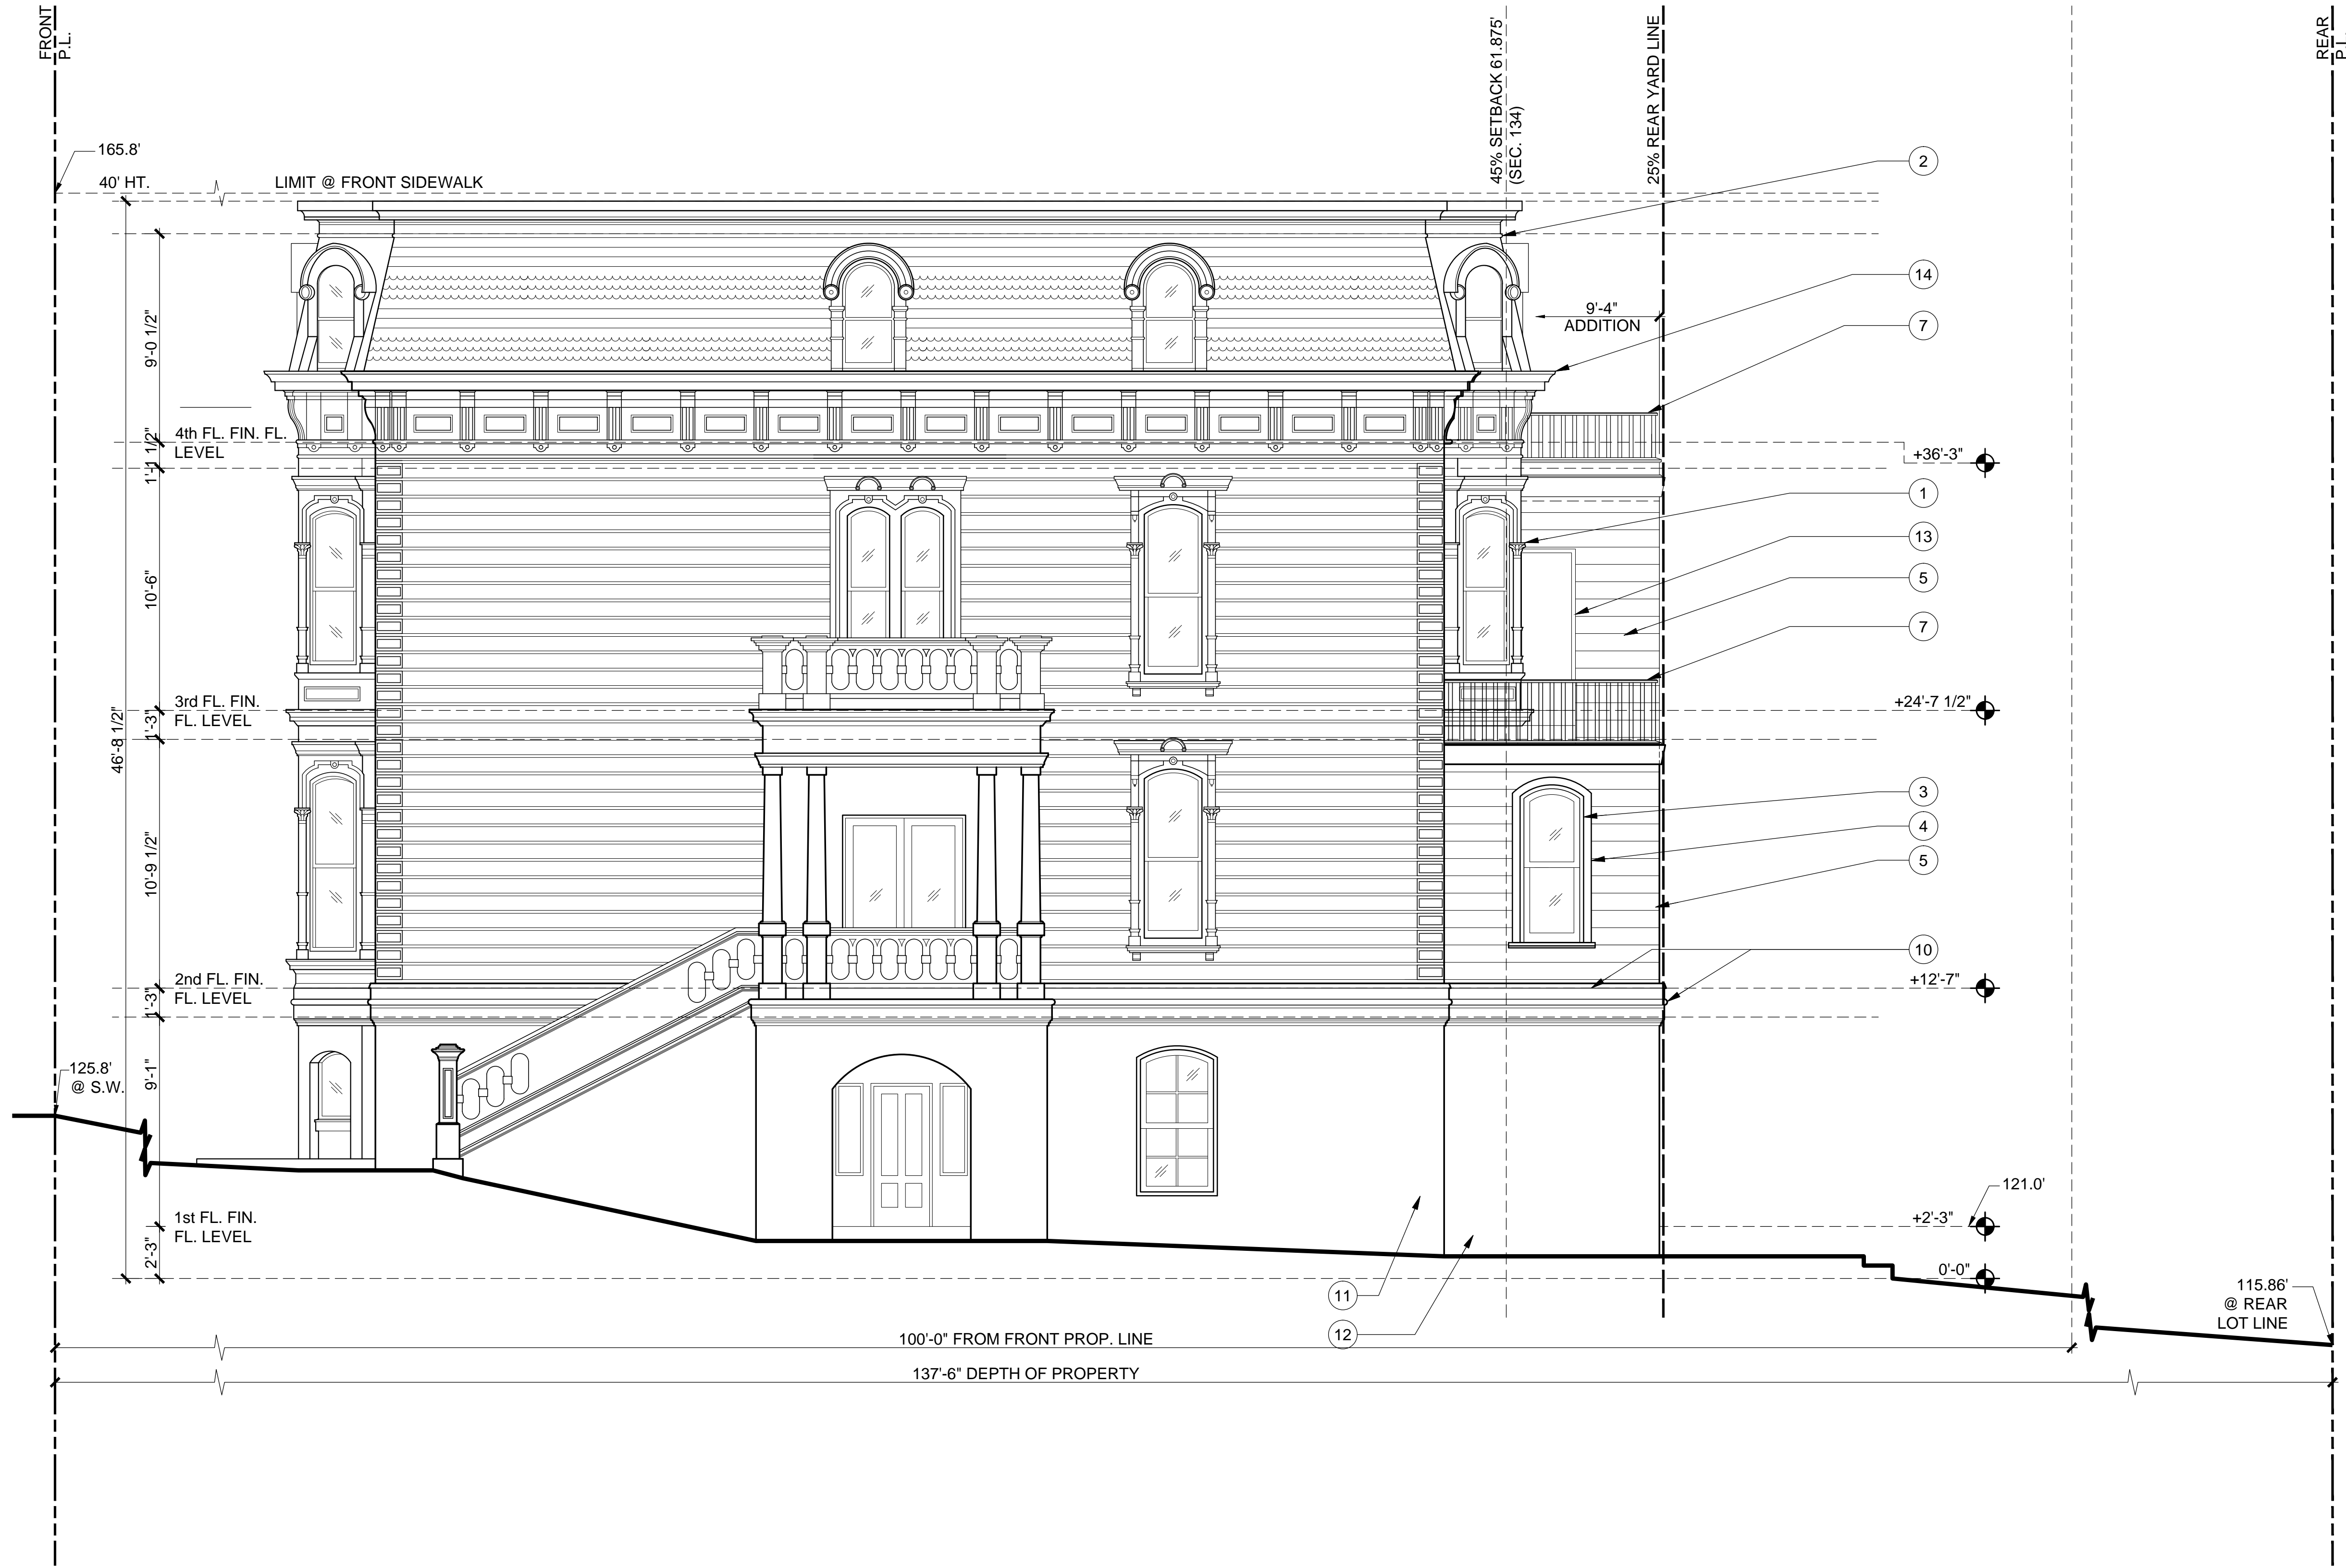 FRONT
P.L.
45% SETBACK 61.875'
(SEC. 134)
25% REAR YARD LINE
REAR
P.L.
165.8'
40' HT.
LIMIT @ FRONT SIDEWALK
2
14
9'-4"
ADDITION
7
9'-0 1/2"
4th FL. FIN. FL.
LEVEL
1'-1 1/2"
+36'-3"
1
13
5
7
10'-6"
3rd FL. FIN.
FL. LEVEL
1'-3"
+24'-7 1/2"
46'-8 1/2"
3
4
5
10'-9 1/2"
10
2nd FL. FIN.
FL. LEVEL
1'-3"
+12'-7"
9'-1"
125.8'
@ S.W.
121.0'
1st FL. FIN.
FL. LEVEL
+2'-3"
2'-3"
0'-0"
11
12
115.86'
@ REAR
LOT LINE
100'-0" FROM FRONT PROP. LINE
137'-6" DEPTH OF PROPERTY